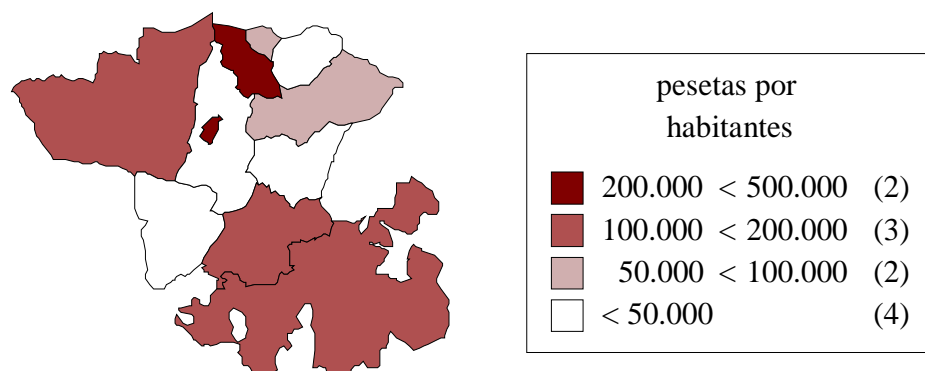 pesetas por
habitantes
200.000 < 500.000 (2)
100.000 < 200.000 (3)
50.000 < 100.000 (2)
< 50.000 (4)